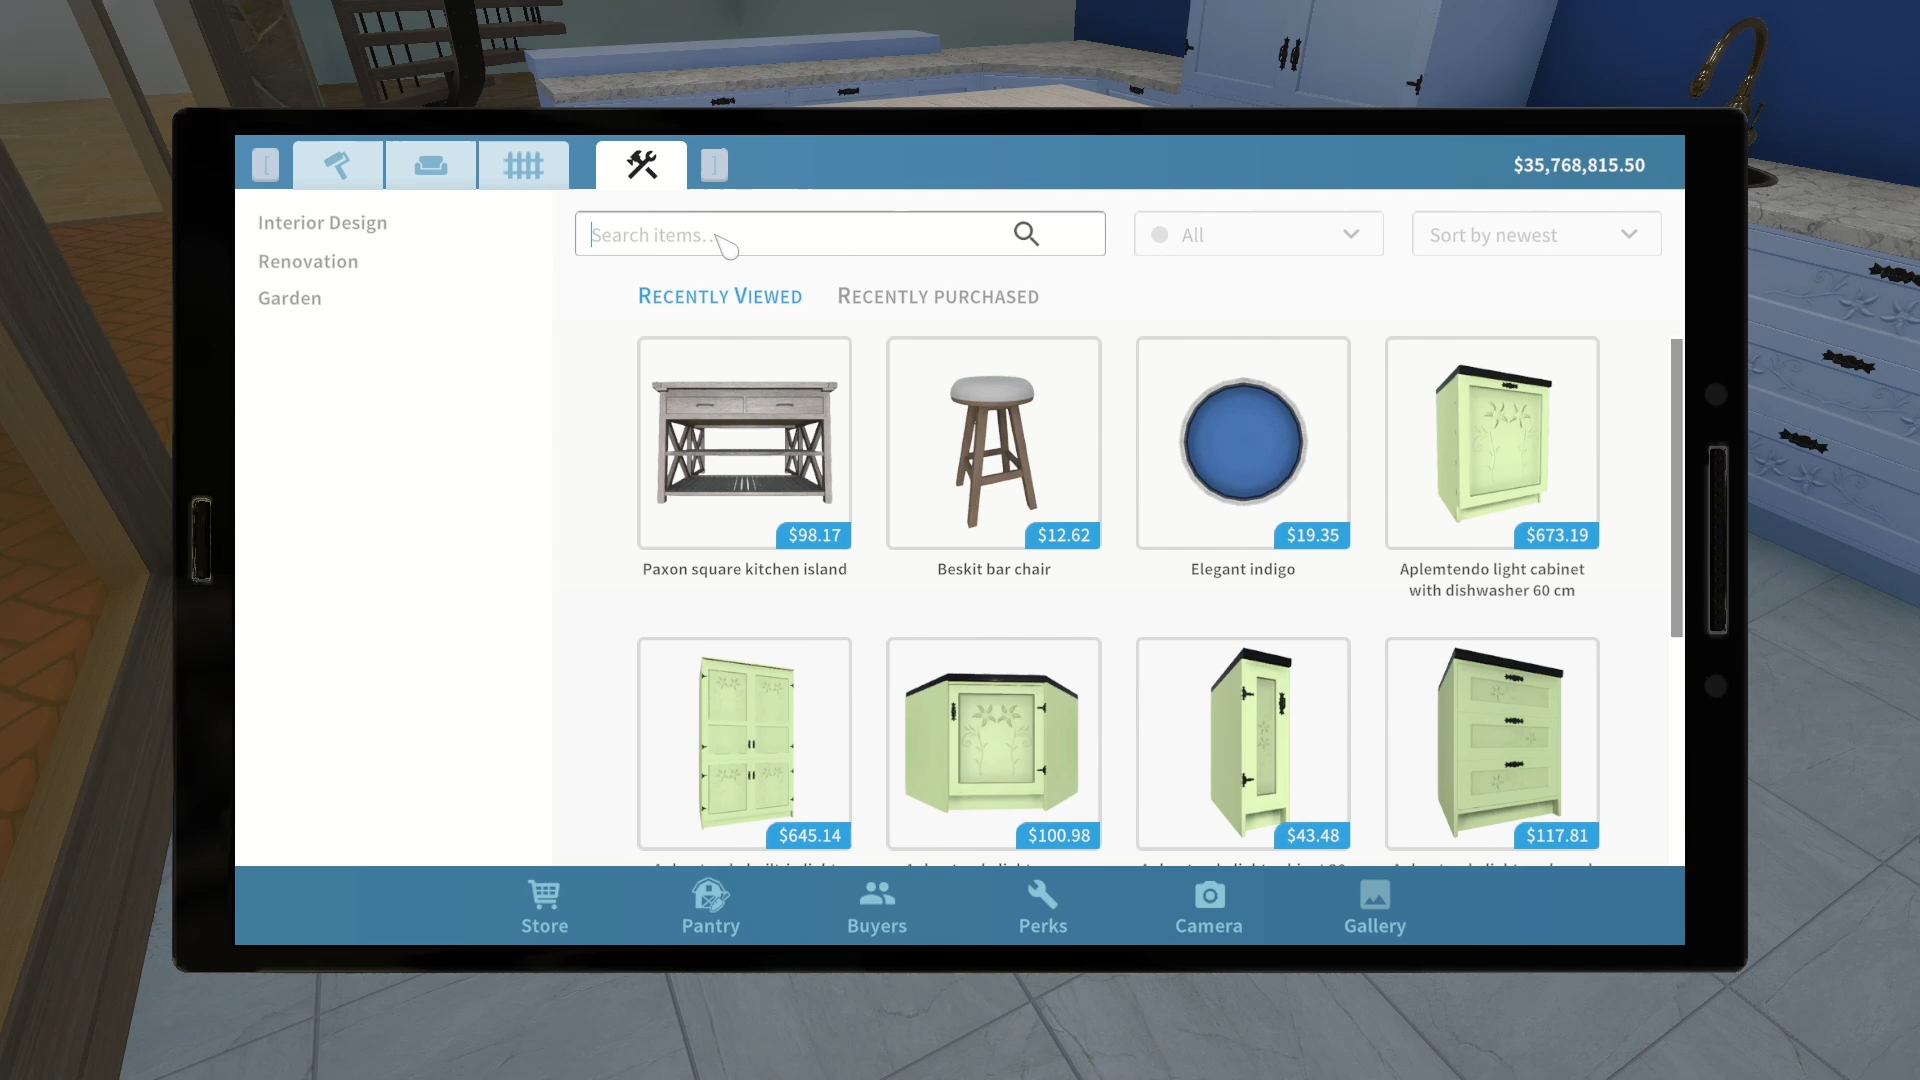 [
]
$35,768,815.50
Interior Design
Renovation
Garden
Search items...
All
Sort by newest
RECENTLY VIEWED
RECENTLY PURCHASED
$98.17
$12.62
$19.35
$673.19
Paxon square kitchen island
Beskit bar chair
Elegant indigo
Aplemtendo light cabinet
with dishwasher 60 cm
$645.14
$100.98
$43.48
$117.81
Store
Pantry
Buyers
Perks
Camera
Gallery